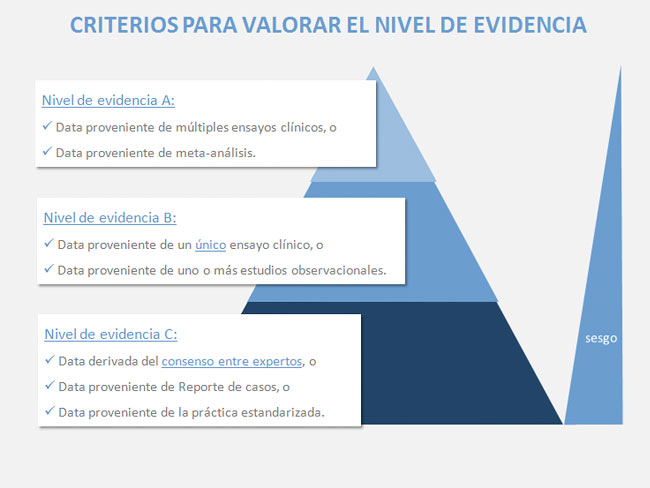 CRITERIOS PARA VALORAR EL NIVEL DE EVIDENCIA
Nivel de evidencia A:
✓ Data proveniente de múltiples ensayos clínicos, o
✓ Data proveniente de meta-análisis.
Nivel de evidencia B:
✓ Data proveniente de un único ensayo clínico, o
✓ Data proveniente de uno o más estudios observacionales.
Nivel de evidencia C:
✓ Data derivada del consenso entre expertos, o
✓ Data proveniente de Reporte de casos, o
✓ Data proveniente de la práctica estandarizada.
sesgo